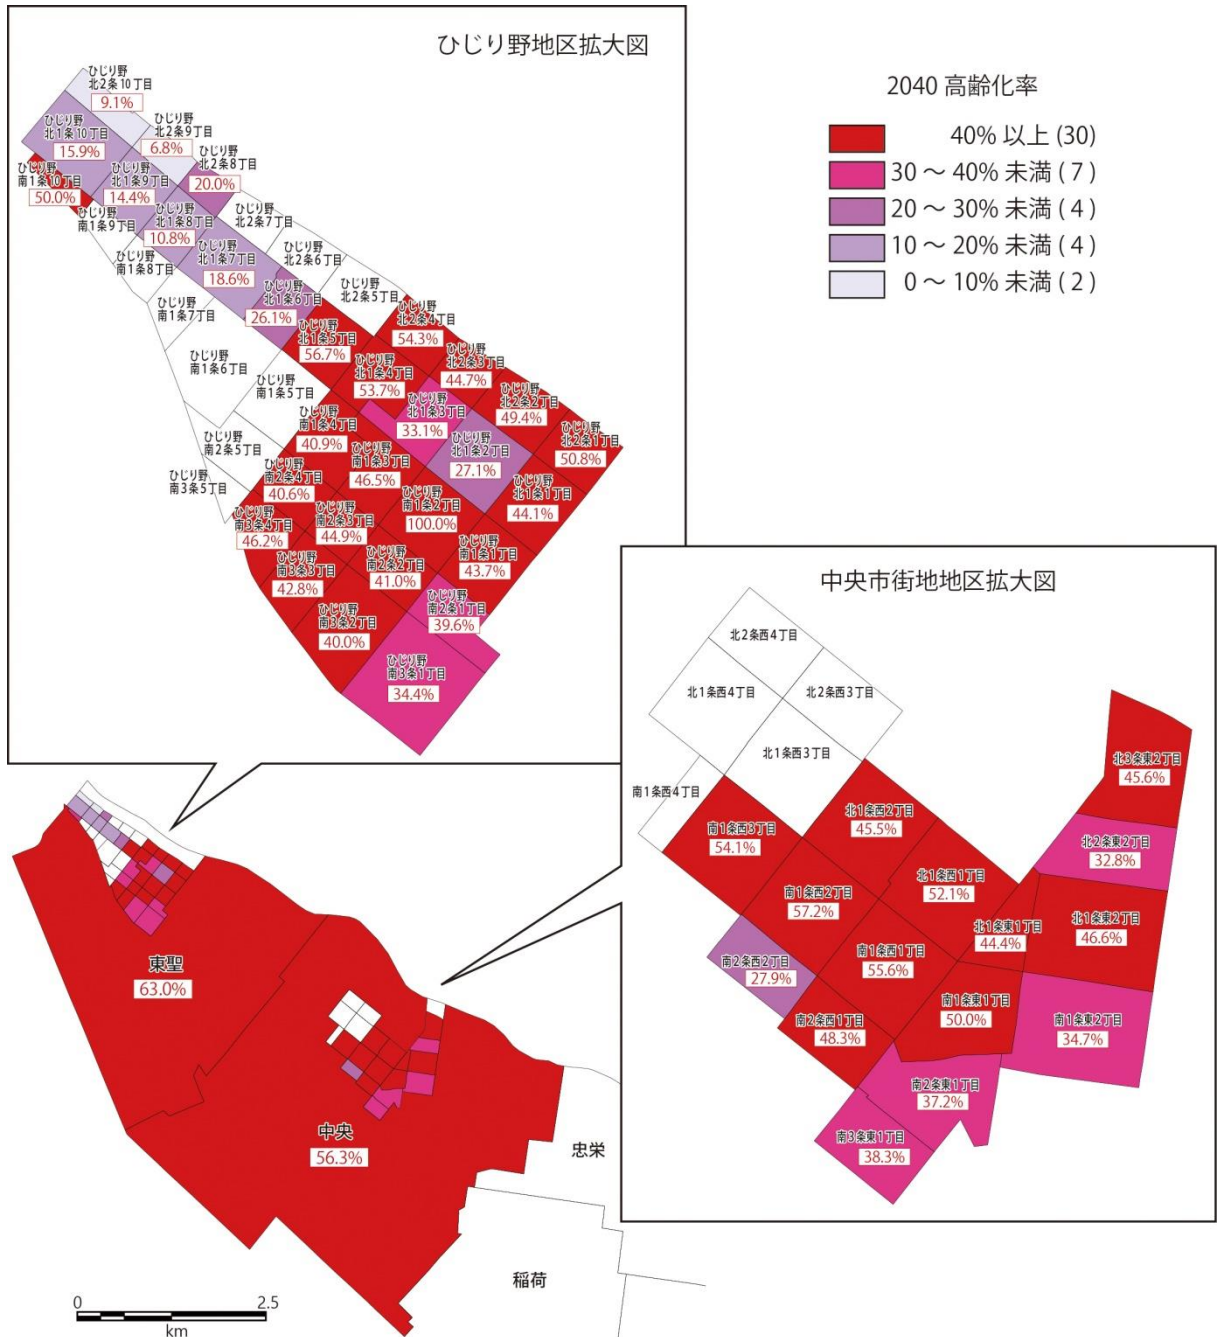 ひじり野地区拡大図
ひじり野
北2条10丁目
9.1%
ひじり野
北2条9丁目
6.8%
ひじり野
北1条10丁目
15.9%
ひじり野
北2条8丁目
20.0%
ひじり野
南1条10丁目
50.0%
ひじり野
北1条9丁目
14.4%
ひじり野
南1条9丁目
ひじり野
北1条8丁目
10.8%
ひじり野
北2条7丁目
ひじり野
南1条8丁目
ひじり野
北1条7丁目
18.6%
ひじり野
北2条6丁目
ひじり野
南1条7丁目
ひじり野
北1条6丁目
26.1%
ひじり野
北2条5丁目
ひじり野
北2条4丁目
54.3%
ひじり野
北1条5丁目
56.7%
ひじり野
南1条6丁目
ひじり野
北2条3丁目
44.7%
ひじり野
北1条4丁目
53.7%
ひじり野
南1条5丁目
ひじり野
北2条2丁目
49.4%
ひじり野
北1条3丁目
33.1%
ひじり野
南1条4丁目
40.9%
ひじり野
北2条1丁目
50.8%
ひじり野
南2条5丁目
ひじり野
北1条2丁目
27.1%
ひじり野
南1条3丁目
46.5%
ひじり野
南2条4丁目
40.6%
ひじり野
南3条5丁目
ひじり野
北1条1丁目
44.1%
ひじり野
南1条2丁目
100.0%
ひじり野
南3条4丁目
46.2%
ひじり野
南2条3丁目
44.9%
ひじり野
南1条1丁目
43.7%
ひじり野
南3条3丁目
42.8%
ひじり野
南2条2丁目
41.0%
ひじり野
南2条1丁目
39.6%
ひじり野
南3条2丁目
40.0%
ひじり野
南3条1丁目
34.4%
2040 高齢化率
40% 以上 (30)
30 ～ 40% 未満 ( 7 )
20 ～ 30% 未満 ( 4 )
10 ～ 20% 未満 ( 4 )
0 ～ 10% 未満 ( 2 )
中央市街地地区拡大図
北2条西4丁目
北1条西4丁目
北2条西3丁目
北1条西3丁目
南1条西4丁目
北3条東2丁目
45.6%
北1条西2丁目
45.5%
南1条西3丁目
54.1%
北2条東2丁目
32.8%
北1条西1丁目
52.1%
南1条西2丁目
57.2%
北1条東1丁目
44.4%
北1条東2丁目
46.6%
南1条西1丁目
55.6%
南2条西2丁目
27.9%
南1条東1丁目
50.0%
南2条西1丁目
48.3%
南1条東2丁目
34.7%
南2条東1丁目
37.2%
南3条東1丁目
38.3%
東聖
63.0%
中央
56.3%
忠栄
稲荷
0 2.5
km